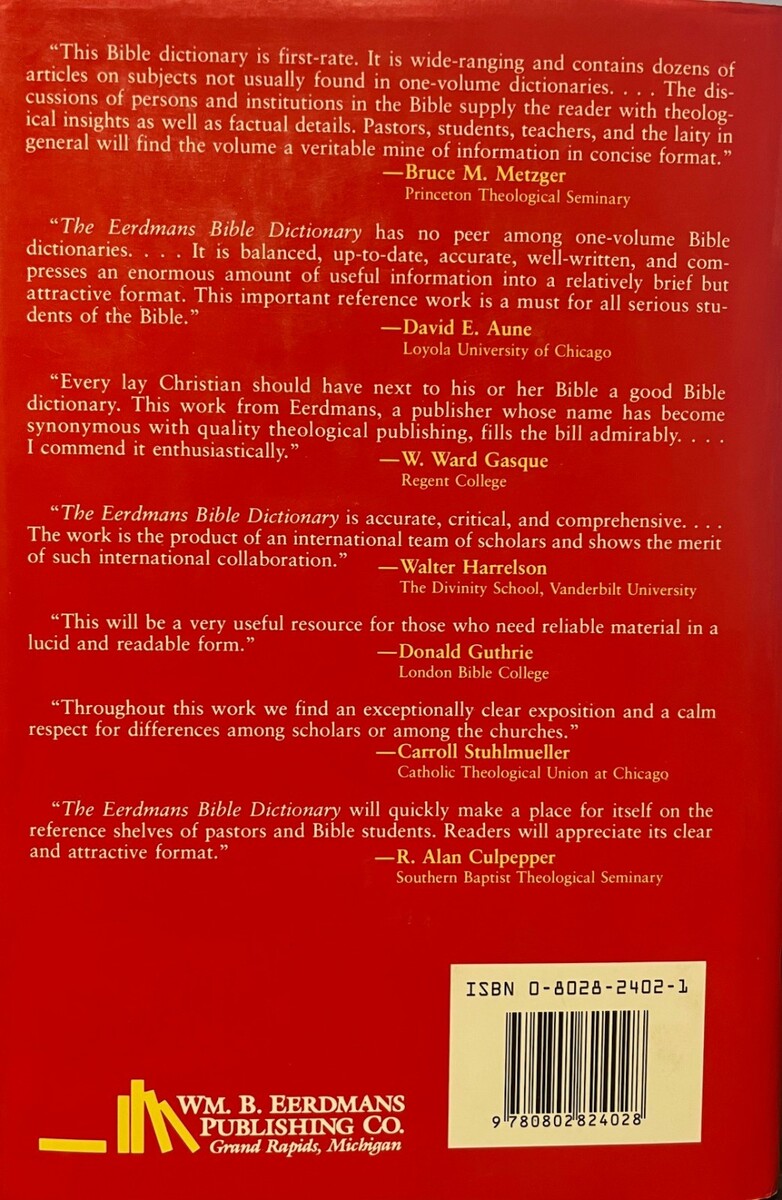 “This Bible dictionary is first-rate. It is wide-ranging and contains dozens of
articles on subjects not usually found in one-volume dictionaries. . . . The dis-
cussions of persons and institutions in the Bible supply the reader with theolog-
ical insights as well as factual details. Pastors, students, teachers, and the laity in
general will find the volume a veritable mine of information in concise format.”
—Bruce M. Metzger
Princeton Theological Seminary
“The Eerdmans Bible Dictionary has no peer among one-volume Bible
dictionaries. . . . It is balanced, up-to-date, accurate, well-written, and com-
presses an enormous amount of useful information into a relatively brief but
attractive format. This important reference work is a must for all serious stu-
dents of the Bible.”
—David E. Aune
Loyola University of Chicago
“Every lay Christian should have next to his or her Bible a good Bible
dictionary. This work from Eerdmans, a publisher whose name has become
synonymous with quality theological publishing, fills the bill admirably. . . .
I commend it enthusiastically.”
—W. Ward Gasque
Regent College
“The Eerdmans Bible Dictionary is accurate, critical, and comprehensive. . . .
The work is the product of an international team of scholars and shows the merit
of such international collaboration.”
—Walter Harrelson
The Divinity School, Vanderbilt University
“This will be a very useful resource for those who need reliable material in a
lucid and readable form.”
—Donald Guthrie
London Bible College
“Throughout this work we find an exceptionally clear exposition and a calm
respect for differences among scholars or among the churches.”
—Carroll Stuhlmueller
Catholic Theological Union at Chicago
“The Eerdmans Bible Dictionary will quickly make a place for itself on the
reference shelves of pastors and Bible students. Readers will appreciate its clear
and attractive format.”
—R. Alan Culpepper
Southern Baptist Theological Seminary
ISBN 0-8028-2402-1
9 780802 824028
WM. B. EERDMANS
PUBLISHING CO.
Grand Rapids, Michigan